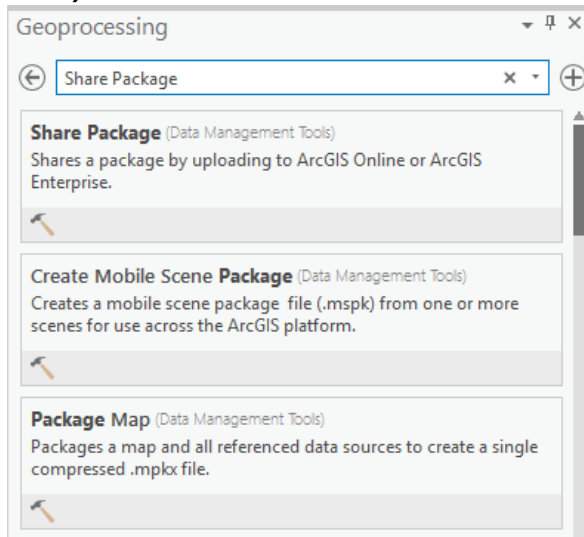 Geoprocessing
Share Package
Share Package (Data Management Tools)
Shares a package by uploading to ArcGIS Online or ArcGIS
Enterprise.
Create Mobile Scene Package (Data Management Tools)
Creates a mobile scene package file (.mspk) from one or more
scenes for use across the ArcGIS platform.
Package Map (Data Management Tools)
Packages a map and all referenced data sources to create a single
compressed .mpkx file.